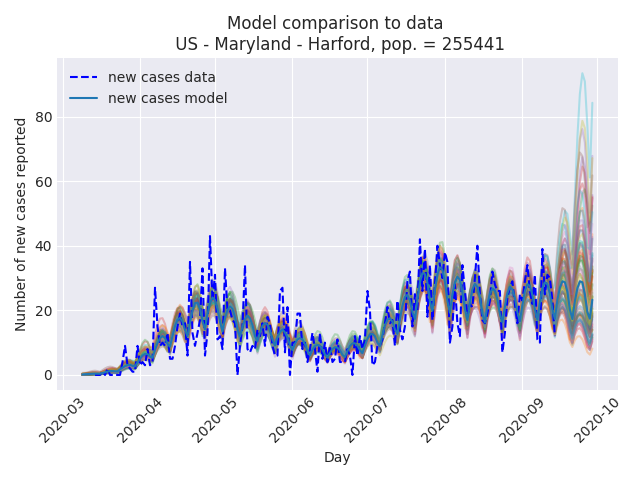 Model comparison to data
US - Maryland - Harford, pop. = 255441
new cases data
new cases model
Number of new cases reported
80
60
40
20
0
2020-03
2020-04
2020-05
2020-06
2020-07
2020-08
2020-09
2020-10
Day